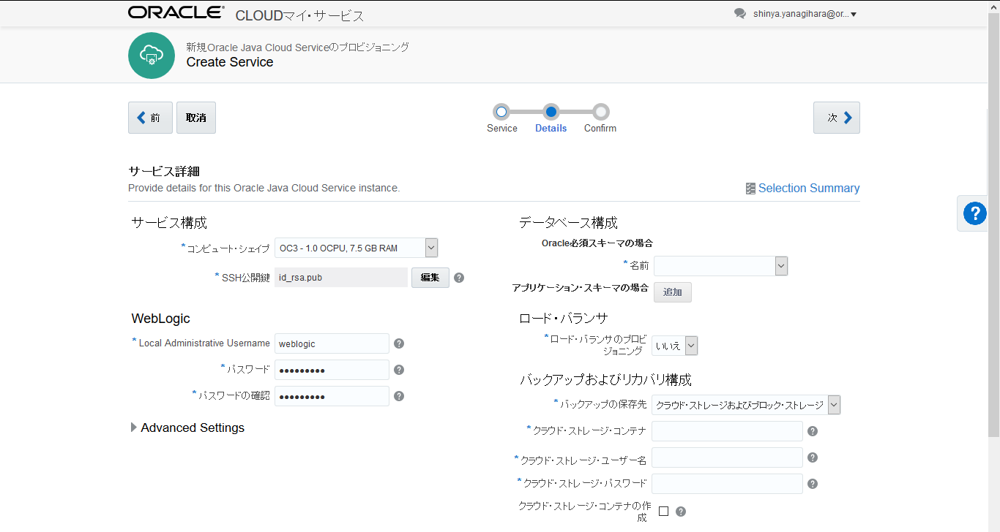 ORACLE® CLOUDマイ・サービス
shinya.yanagihara@or...
新規Oracle Java Cloud Serviceのプロビジョニング
Create Service
前
取消
Service
Details
Confirm
次
サービス詳細
Provide details for this Oracle Java Cloud Service instance.
Selection Summary
?
サービス構成
*コンピュート・シェイプ OC3 - 1.0 OCPU, 7.5 GB RAM
*SSH公開鍵 id_rsa.pub 編集 ?
WebLogic
*Local Administrative Username weblogic ?
*パスワード ●●●●●●●●● ?
*パスワードの確認 ●●●●●●●●● ?
Advanced Settings
データベース構成
Oracle必須スキーマの場合
*名前
アプリケーション・スキーマの場合 追加
ロード・バランサ
*ロード・バランサのプロビ
ジョニング いいえ
バックアップおよびリカバリ構成
*バックアップの保存先 クラウド・ストレージおよびブロック・ストレージ
*クラウド・ストレージ・コンテナ ?
*クラウド・ストレージ・ユーザー名 ?
*クラウド・ストレージ・パスワード ?
クラウド・ストレージ・コンテナの作
成 ?